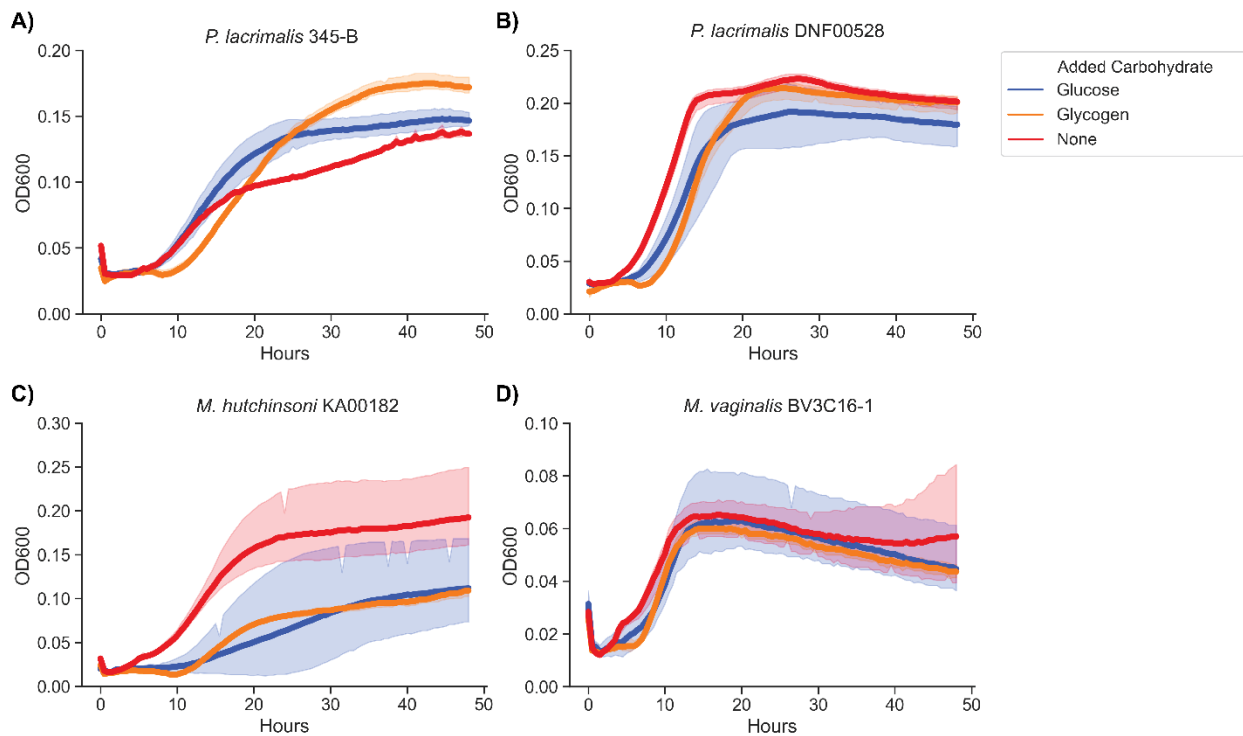 A)
P. lacrimalis 345-B
0.20
0.15
0.10
0.05
0.00
OD600
0
10
20
30
40
50
Hours
B)
P. lacrimalis DNF00528
0.25
0.20
0.15
0.10
0.05
0.00
OD600
0
10
20
30
40
50
Hours
Added Carbohydrate
Glucose
Glycogen
None
C)
M. hutchinsoni KA00182
0.30
0.25
0.20
0.15
0.10
0.05
0.00
OD600
0
10
20
30
40
50
Hours
D)
M. vaginalis BV3C16-1
0.10
0.08
0.06
0.04
0.02
0.00
OD600
0
10
20
30
40
50
Hours